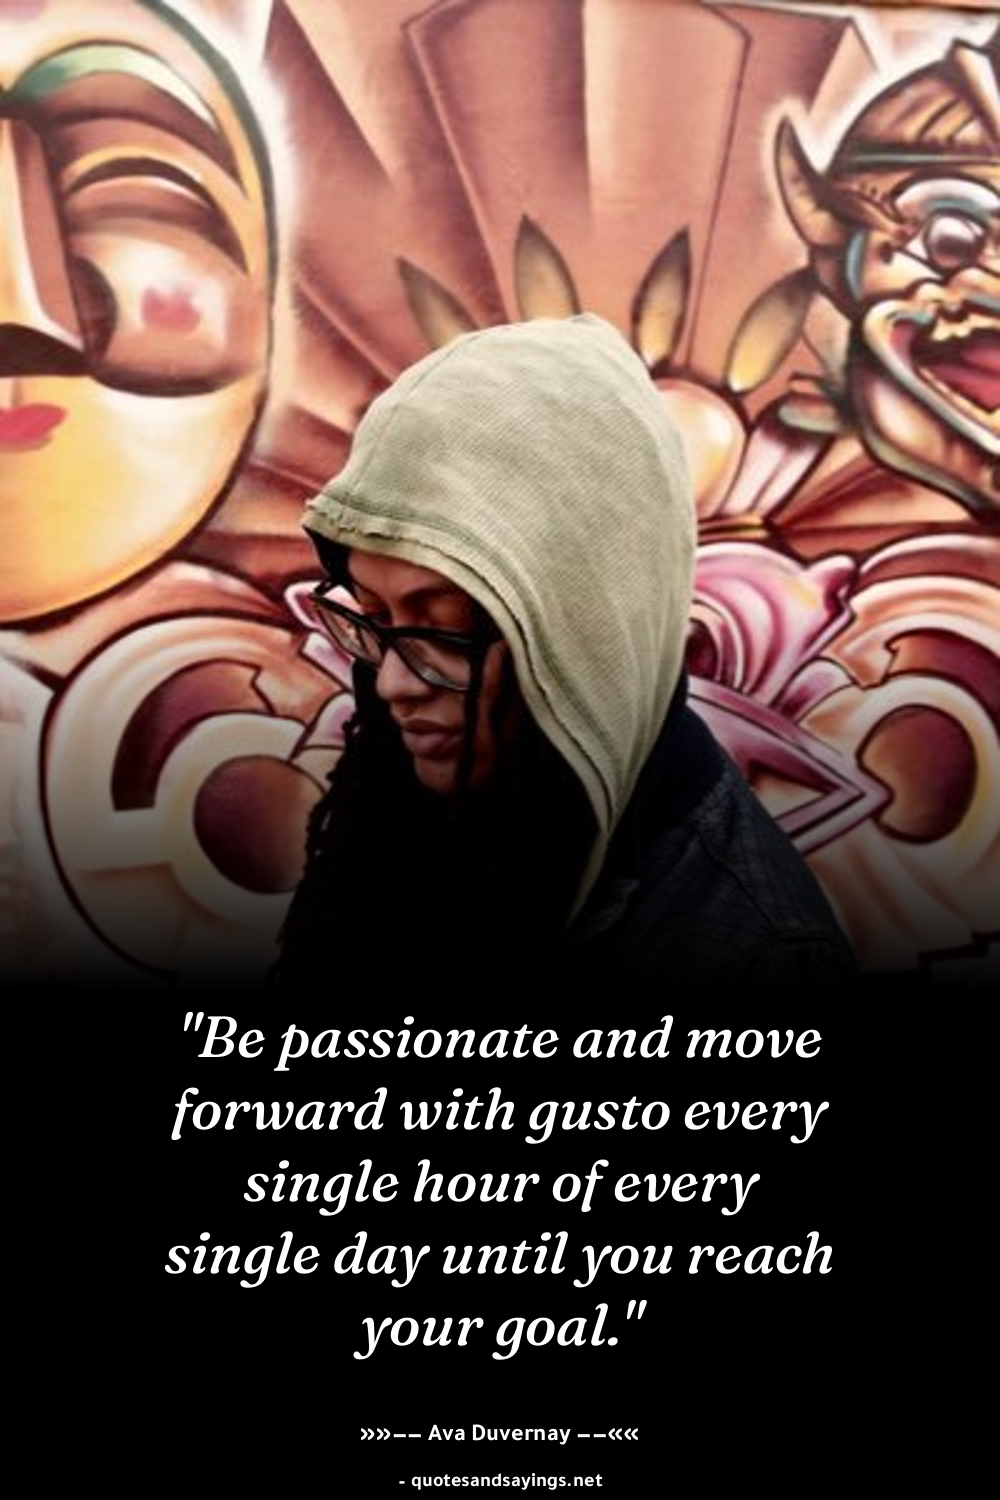 "Be passionate and move
forward with gusto every
single hour of every
single day until you reach
your goal."
»»−− Ava Duvernay −−««
- quotesandsayings.net